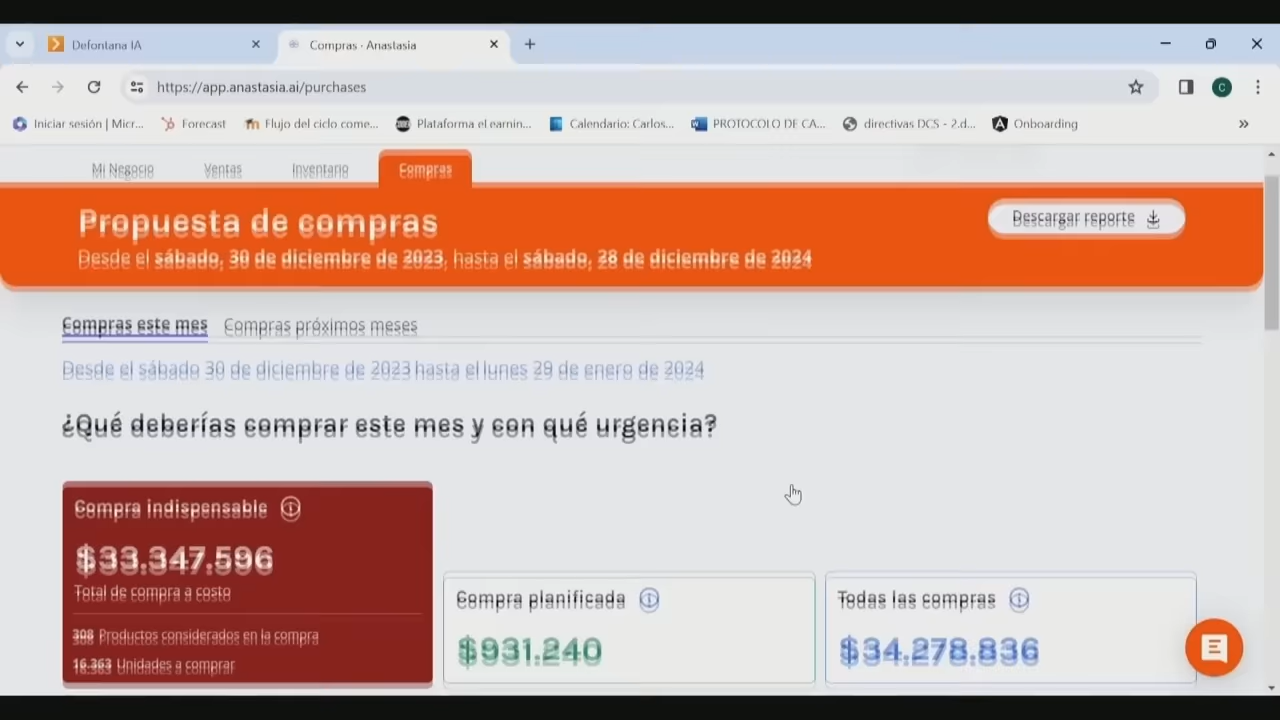 Defontana IA
Compras · Anastasia
https://app.anastasia.ai/purchases
C
Iniciar sesión | Micr...
Forecast
Flujo del ciclo come...
Plataforma el earnin...
Calendario: Carlos...
PROTOCOLO DE CA...
directivas DCS - 2.d...
Onboarding
Mi Negocio
Ventas
Inventario
Compras
Propuesta de compras
Descargar reporte
Desde el sábado, 30 de diciembre de 2023, hasta el sábado, 28 de diciembre de 2024
Compras este mes
Compras próximos meses
Desde el sábado 30 de diciembre de 2023 hasta el lunes 29 de enero de 2024
¿Qué deberías comprar este mes y con qué urgencia?
Compra indispensable
$33.347.596
Total de compra a costo
308 Productos considerados en la compra
16.363 Unidades a comprar
Compra planificada
$931.240
Todas las compras
$34.278.836